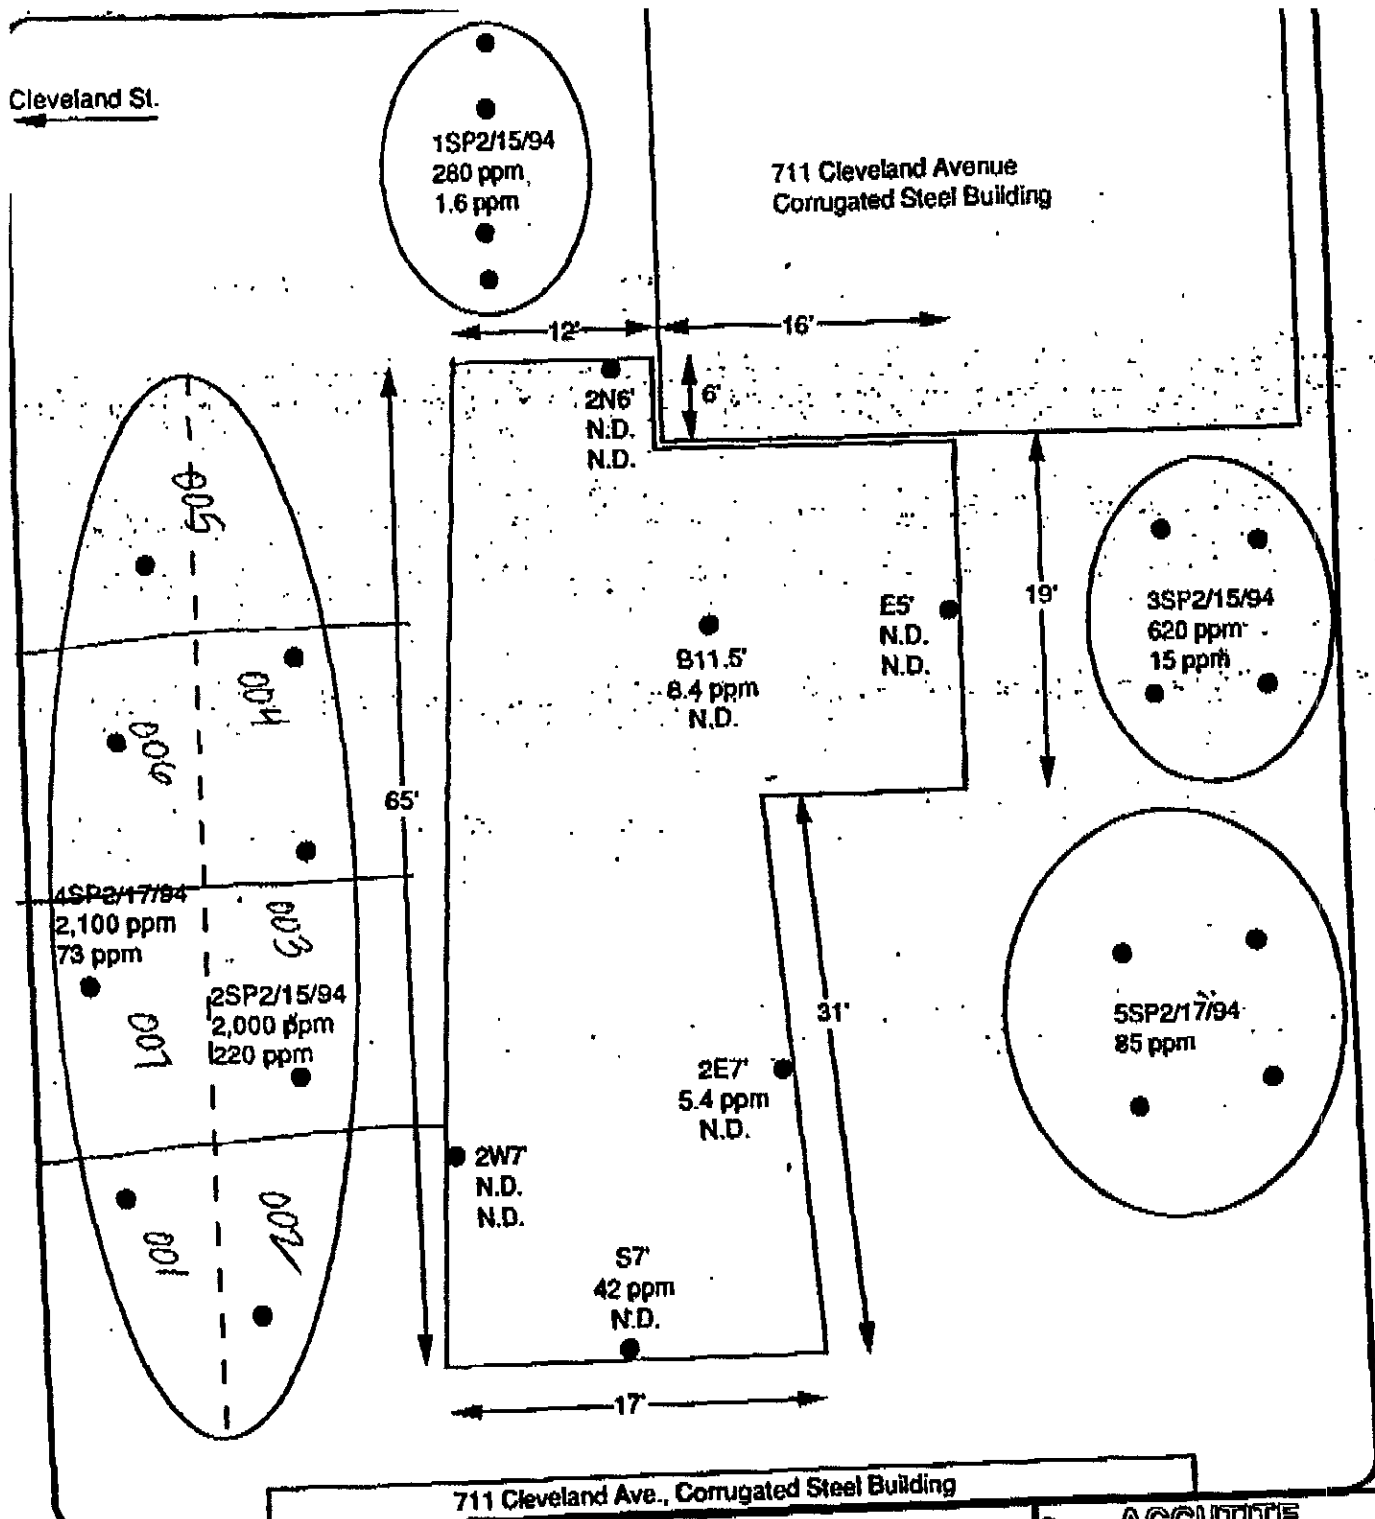 Cleveland St.
1SP2/15/94
280 ppm
1.6 ppm
711 Cleveland Avenue
Corrugated Steel Building
12'
16'
6'
2N6'
N.D.
N.D.
005
004
006
65'
B11.5'
8.4 ppm
N.D.
E5'
N.D.
N.D.
19'
3SP2/15/94
620 ppm
15 ppm
4SP2/17/94
2,100 ppm
73 ppm
003
2SP2/15/94
2,000 ppm
220 ppm
007
31'
5SP2/17/94
85 ppm
2E7'
5.4 ppm
N.D.
2W7'
N.D.
N.D.
001
002
S7'
42 ppm
N.D.
17'
711 Cleveland Ave., Corrugated Steel Building
ACCUTITE